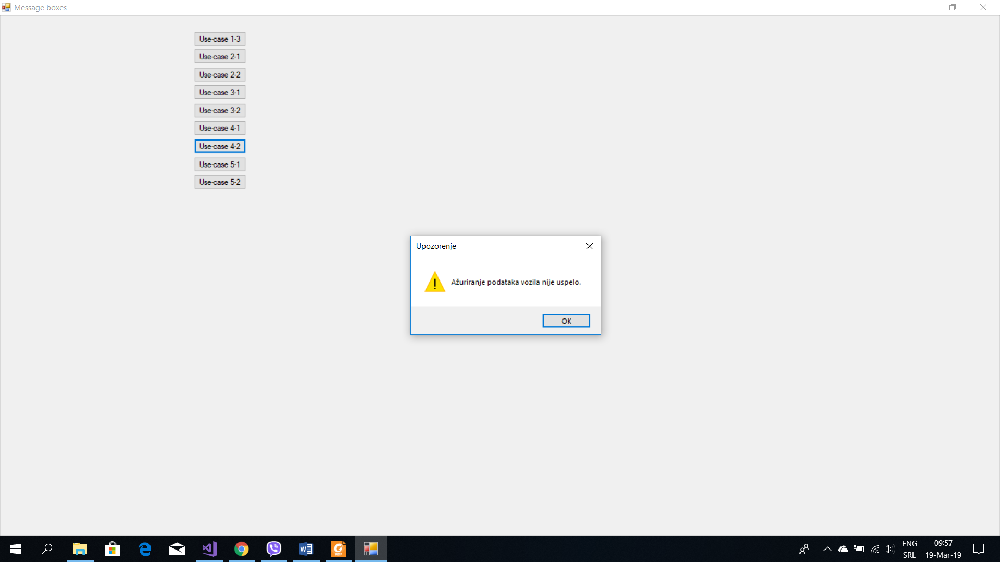 Message boxes
Use-case 1-3
Use-case 2-1
Use-case 2-2
Use-case 3-1
Use-case 3-2
Use-case 4-1
Use-case 4-2
Use-case 5-1
Use-case 5-2
Upozorenje
Ažuriranje podataka vozila nije uspelo.
OK
PDF
ENG
SRL
09:57
19-Mar-19